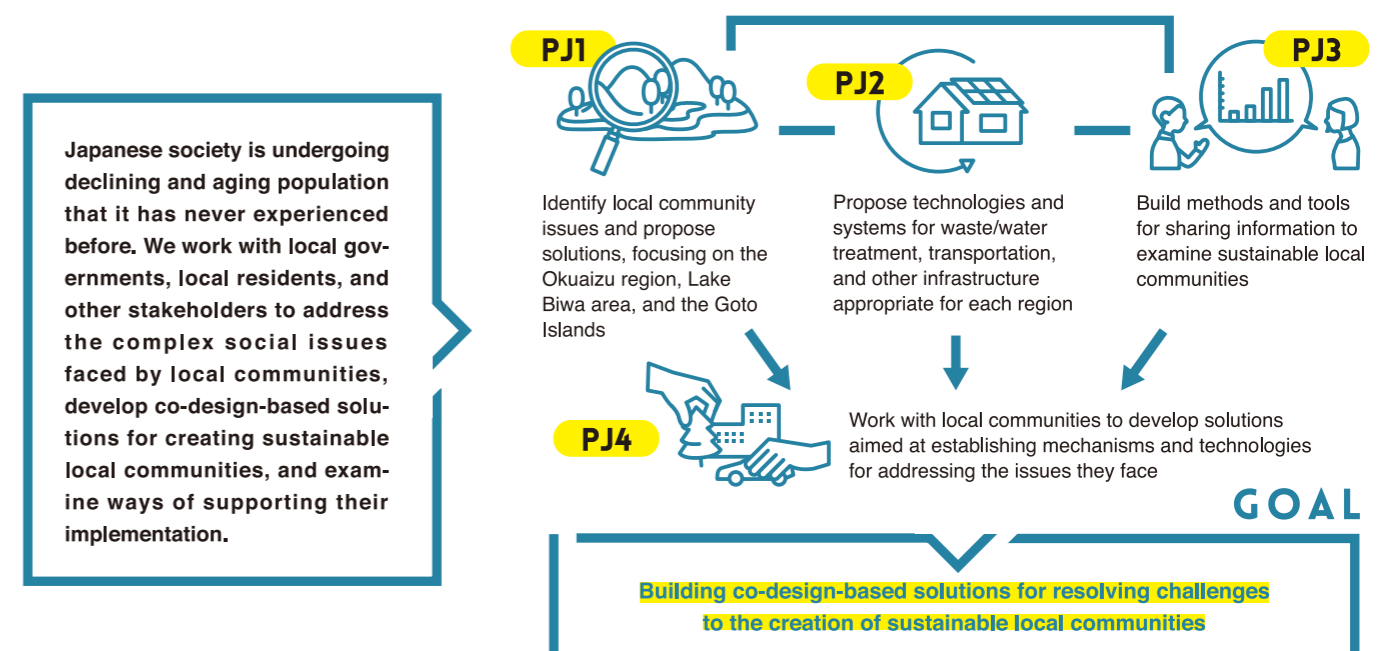 Japanese society is undergoing
declining and aging population
that it has never experienced
before. We work with local gov-
ernments, local residents, and
other stakeholders to address
the complex social issues
faced by local communities,
develop co-design-based solu-
tions for creating sustainable
local communities, and exam-
ine ways of supporting their
implementation.
PJ1
Identify local community
issues and propose
solutions, focusing on the
Okuaizu region, Lake
Biwa area, and the Goto
Islands
PJ2
Propose technologies and
systems for waste/water
treatment, transportation,
and other infrastructure
appropriate for each region
PJ3
Build methods and tools
for sharing information to
examine sustainable local
communities
PJ4
Work with local communities to develop solutions
aimed at establishing mechanisms and technologies
for addressing the issues they face
GOAL
Building co-design-based solutions for resolving challenges
to the creation of sustainable local communities